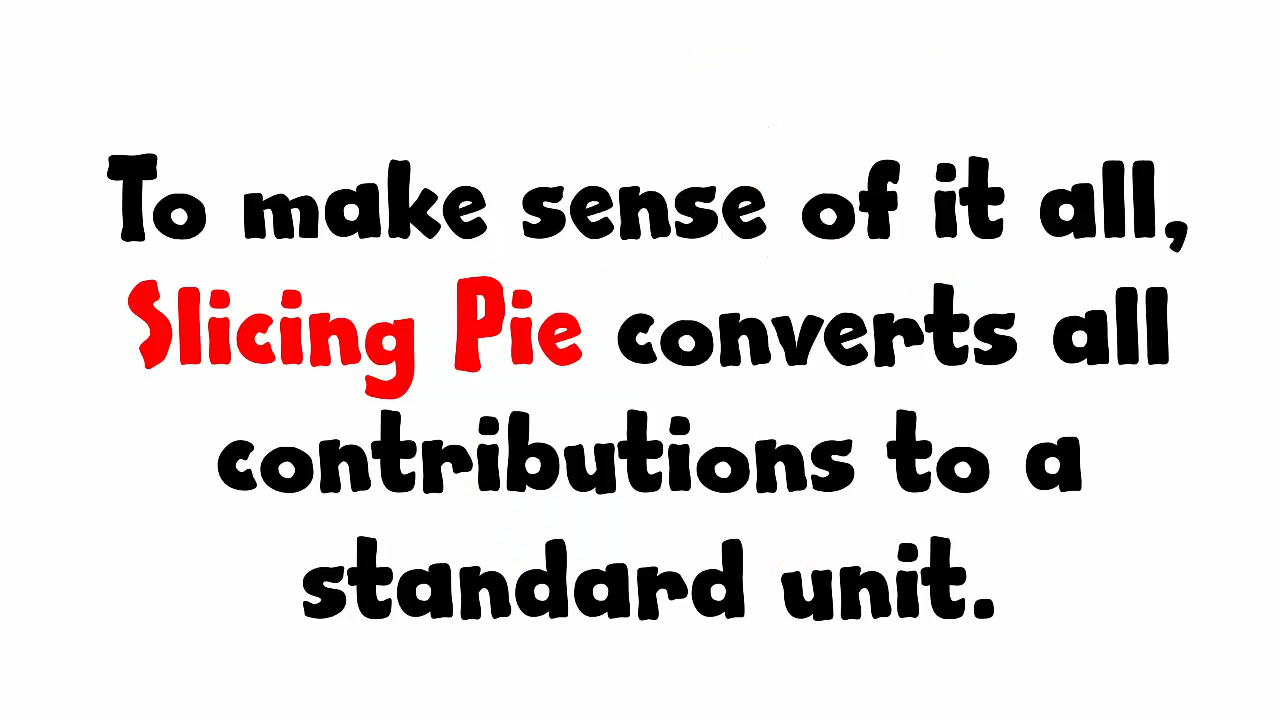 To make sense of it all,
Slicing Pie converts all
contributions to a
standard unit.